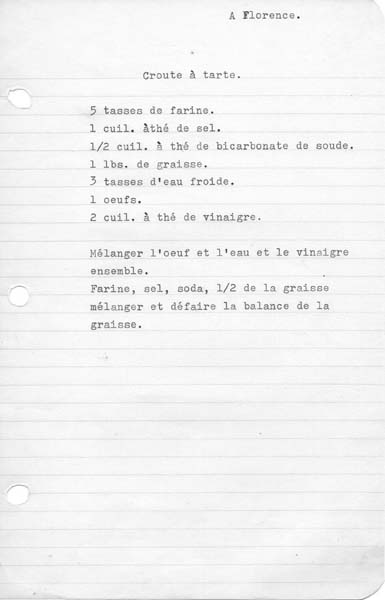 A Florence.
Croute à tarte.
5 tasses de farine.
1 cuil. àthé de sel.
1/2 cuil. à thé de bicarbonate de soude.
1 lbs. de graisse.
3 tasses d'eau froide.
1 oeufs.
2 cuil. à thé de vinaigre.
Mélanger l'oeuf et l'eau et le vinaigre
ensemble.
Farine, sel, soda, 1/2 de la graisse
mélanger et défaire la balance de la
graisse.